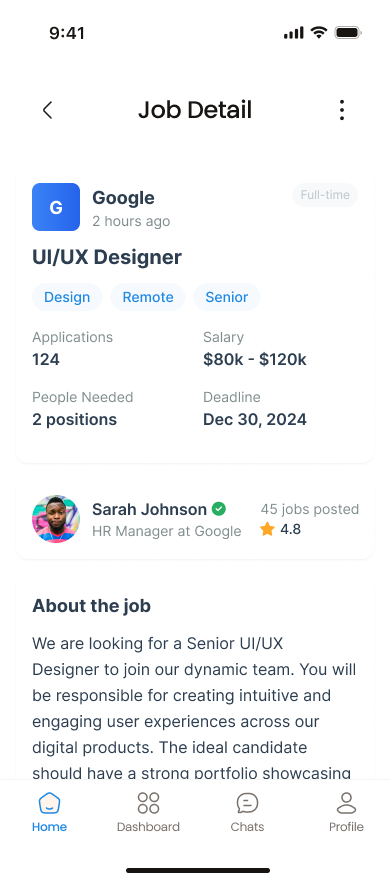 9:41
Job Detail
G
Google
Full-time
2 hours ago
UI/UX Designer
Design Remote Senior
Applications Salary
124 $80k - $120k
People Needed Deadline
2 positions Dec 30, 2024
Sarah Johnson 45 jobs posted
HR Manager at Google 4.8
About the job
We are looking for a Senior UI/UX
Designer to join our dynamic team. You will
be responsible for creating intuitive and
engaging user experiences across our
digital products. The ideal candidate
should have a strong portfolio showcasing
Home Dashboard Chats Profile